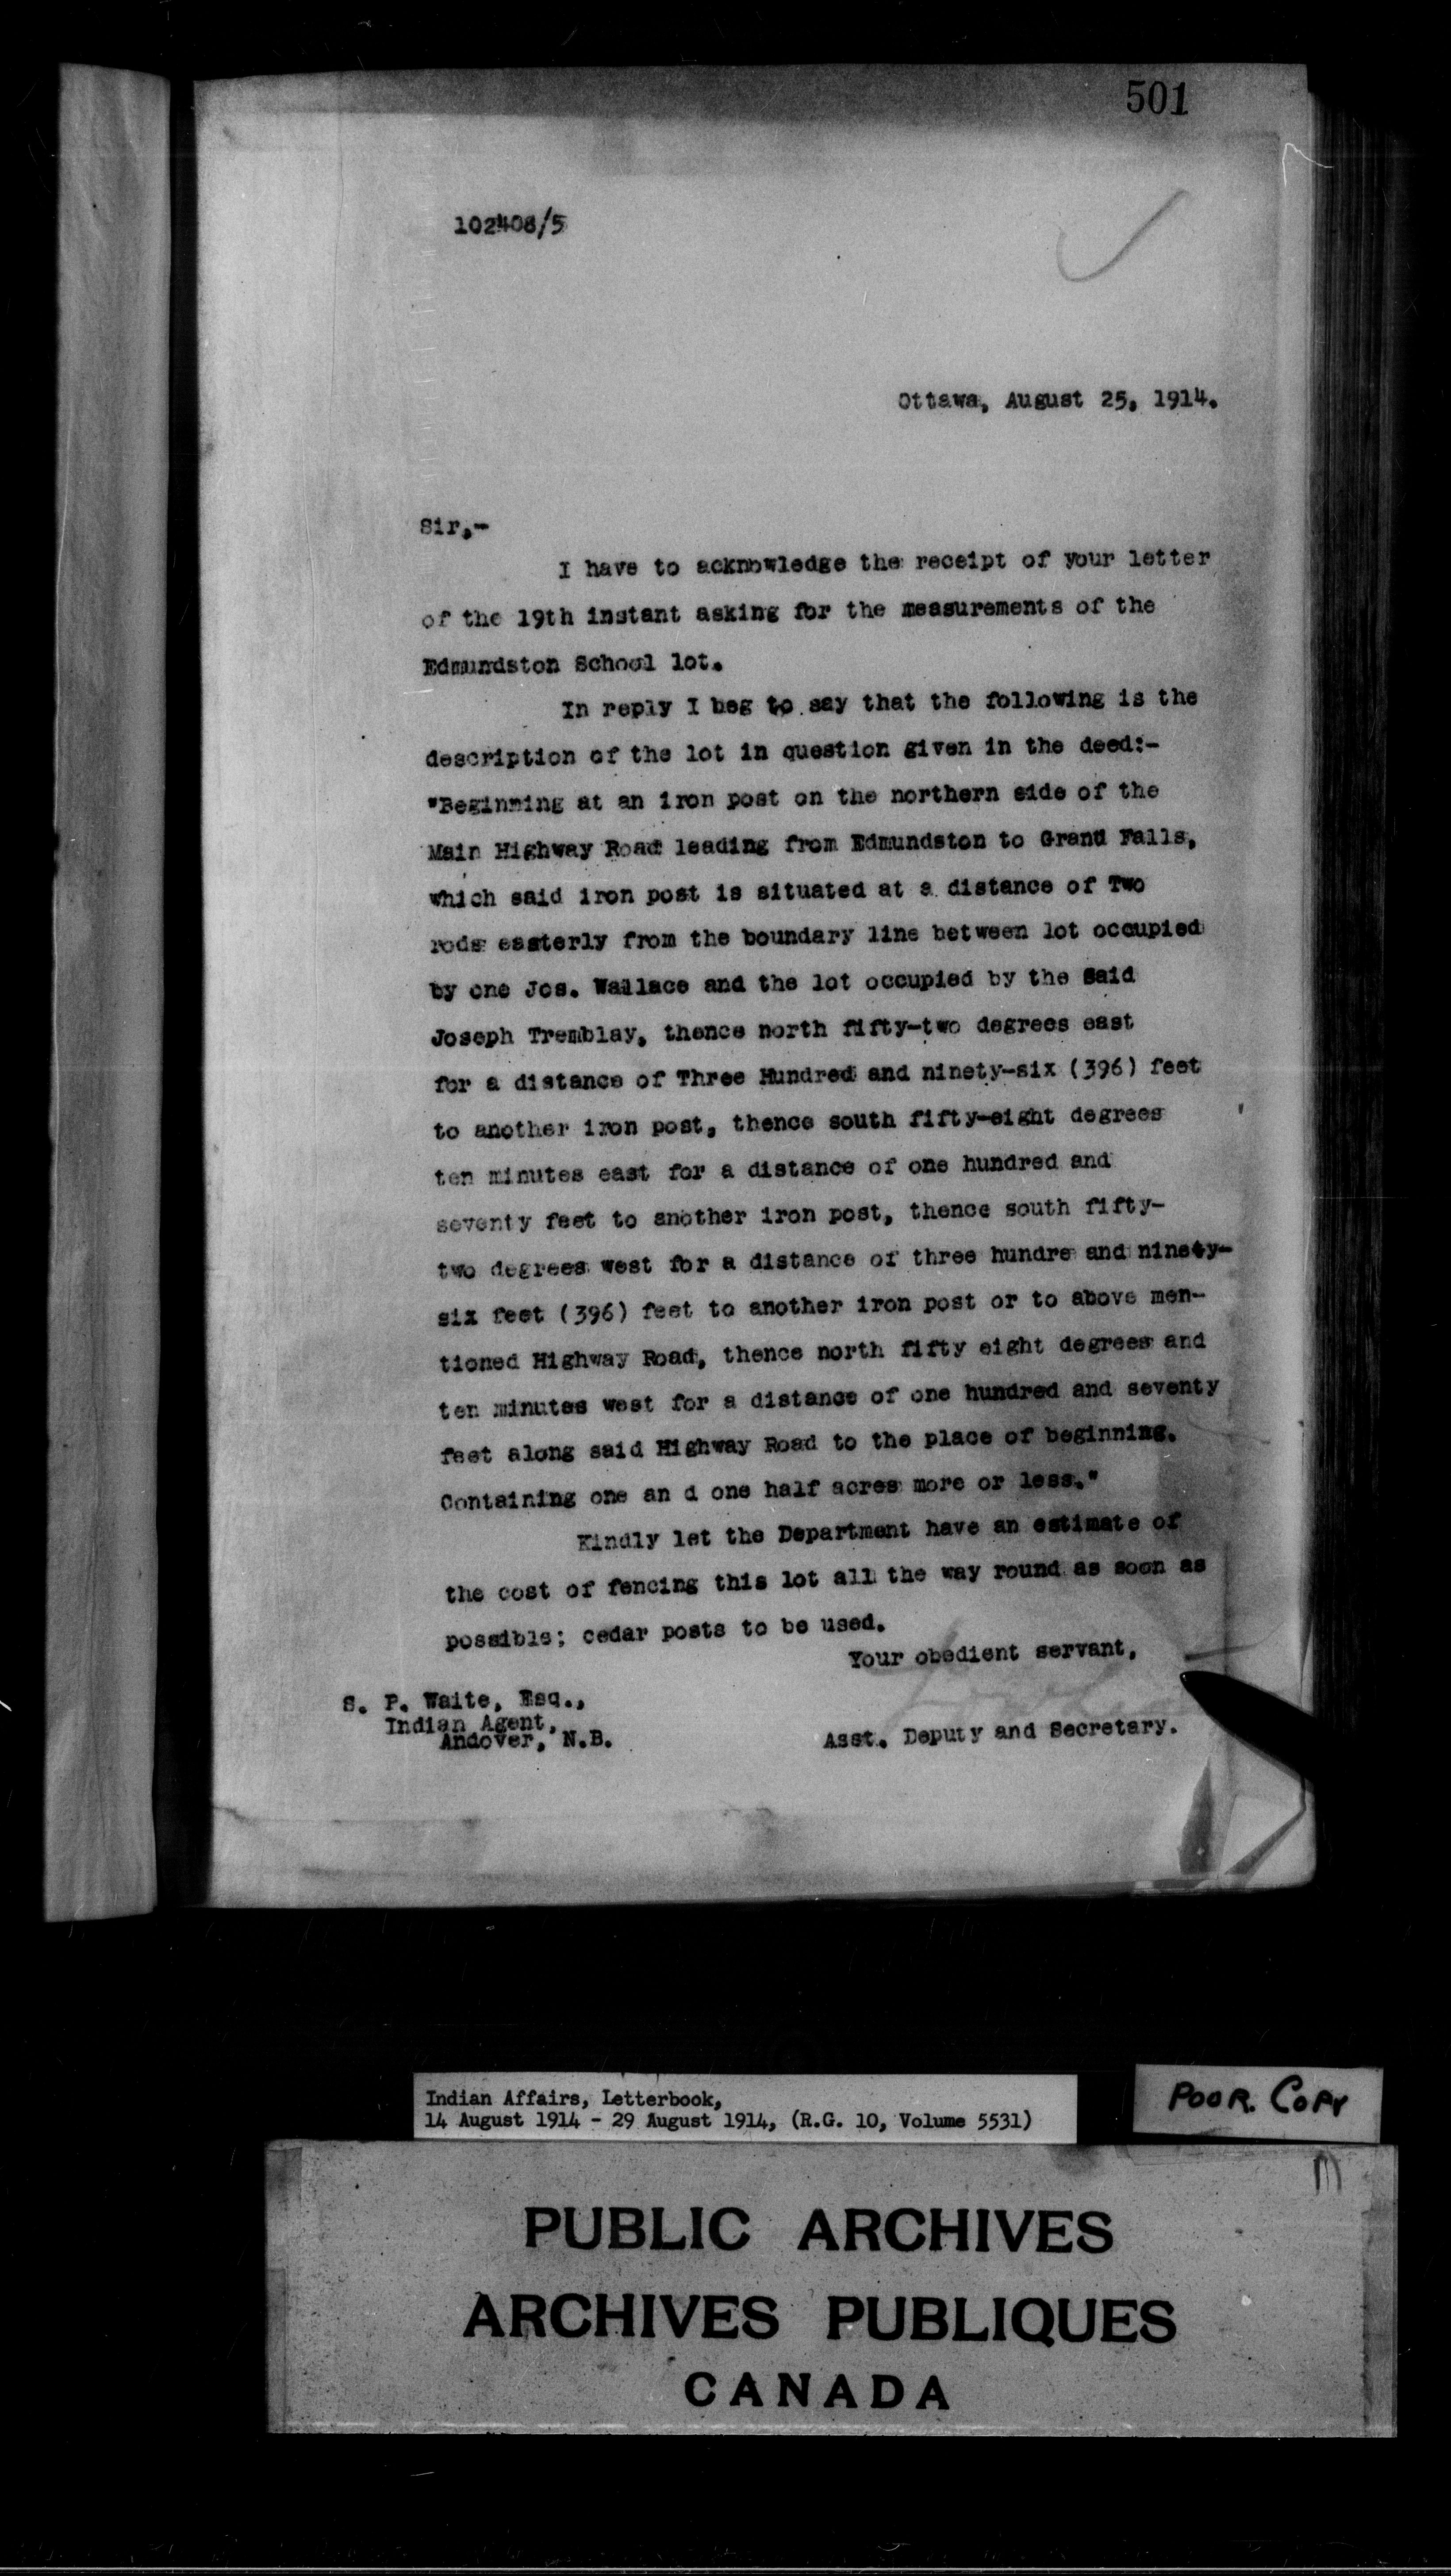 501
102408/5
Ottawa, August 25, 1914.
Sir,-
I have to acknowledge the receipt of your letter
of the 19th instant asking for the measurements of the
Edmundston School lot.
In reply I beg to say that the following is the
description of the lot in question given in the deed:-
"Beginning at an iron post on the northern side of the
Main Highway Road leading from Edmundston to Grand Falls,
which said iron post is situated at a distance of Two
rods easterly from the boundary line between lot occupied
by one Jos. Wallace and the lot occupied by the said
Joseph Tremblay, thence north fifty-two degrees east
for a distance of Three Hundred and ninety-six (396) feet
to another iron post, thence south fifty-eight degrees
ten minutes east for a distance of one hundred and
seventy feet to another iron post, thence south fifty-
two degrees west for a distance of three hundre and ninety-
six feet (396) feet to another iron post or to above men-
tioned Highway Road, thence north fifty eight degrees and
ten minutes west for a distance of one hundred and seventy
feet along said Highway Road to the place of beginning.
Containing one an d one half acres more or less."
Kindly let the Department have an estimate of
the cost of fencing this lot all the way round as soon as
possible; cedar posts to be used.
Your obedient servant,
S. P. Waite, Esq.,
Indian Agent,
Andover, N.B.
Asst. Deputy and Secretary.
Indian Affairs, Letterbook,
14 August 1914 - 29 August 1914, (R.G. 10, Volume 5531)
POOR. COPY
PUBLIC ARCHIVES
ARCHIVES PUBLIQUES
CANADA